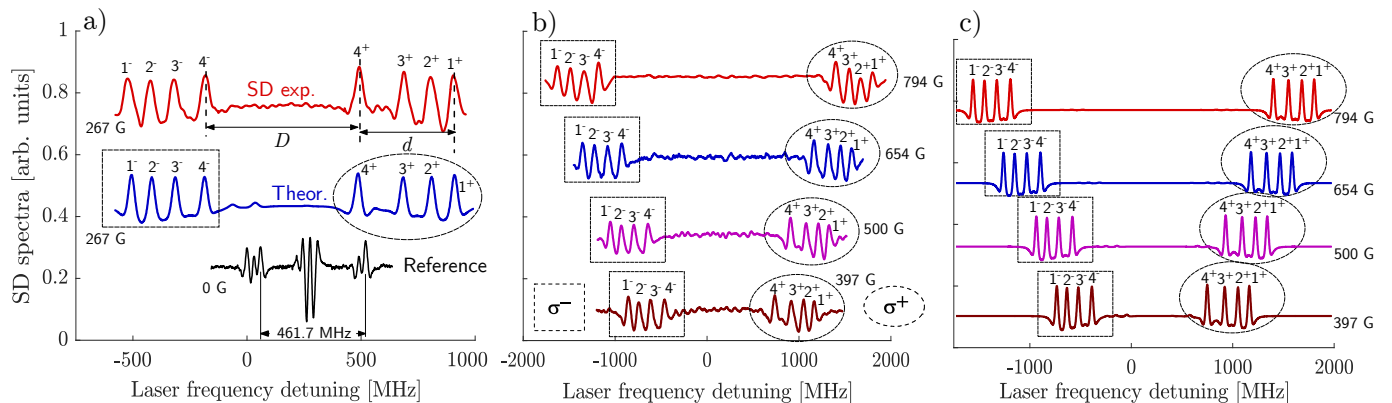 a)
SD spectra [arb. units]
1
0.8
0.6
0.4
0.2
0
1⁻ 2⁻ 3⁻ 4⁻ 4⁺ 3⁺ 2⁺ 1⁺
SD exp.
267 G
D d
1⁻ 2⁻ 3⁻ 4⁻ 4⁺ 3⁺ 2⁺ 1⁺
Theor.
267 G
Reference
0 G
461.7 MHz
-500 0 500 1000
Laser frequency detuning [MHz]
b)
1⁻ 2⁻ 3⁻ 4⁻ 4⁺ 3⁺ 2⁺ 1⁺
794 G
1⁻ 2⁻ 3⁻ 4⁻ 4⁺ 3⁺ 2⁺ 1⁺
654 G
1⁻ 2⁻ 3⁻ 4⁻ 4⁺ 3⁺ 2⁺ 1⁺
500 G
1⁻ 2⁻ 3⁻ 4⁻ 4⁺ 3⁺ 2⁺ 1⁺
397 G
σ⁻ σ⁺
-2000 -1000 0 1000 2000
Laser frequency detuning [MHz]
c)
1⁻ 2⁻ 3⁻ 4⁻ 4⁺ 3⁺ 2⁺ 1⁺
794 G
1⁻ 2⁻ 3⁻ 4⁻ 4⁺ 3⁺ 2⁺ 1⁺
654 G
1⁻ 2⁻ 3⁻ 4⁻ 4⁺ 3⁺ 2⁺ 1⁺
500 G
1⁻ 2⁻ 3⁻ 4⁻ 4⁺ 3⁺ 2⁺ 1⁺
397 G
-1000 0 1000 2000
Laser frequency detuning [MHz]